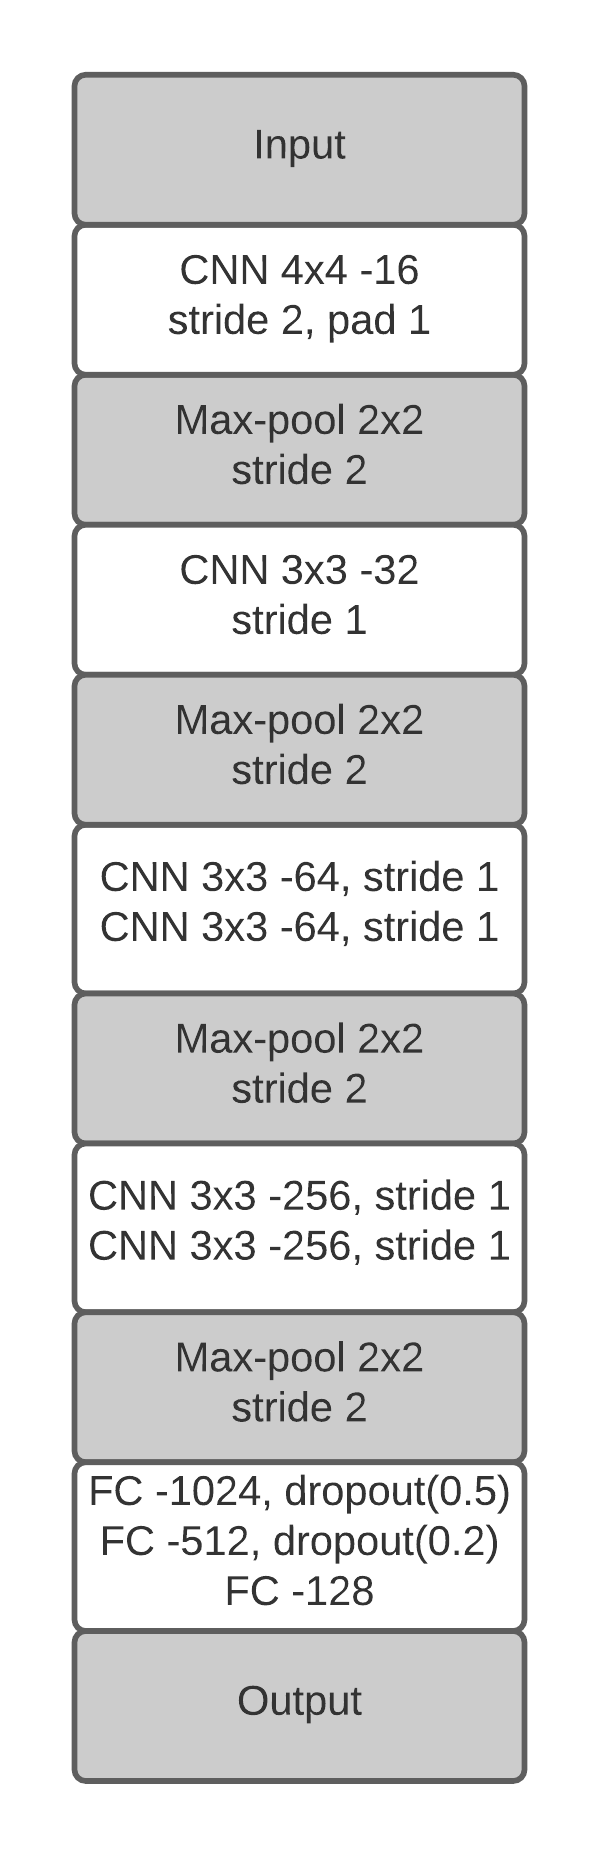 Input
CNN 4x4 -16
stride 2, pad 1
Max-pool 2x2
stride 2
CNN 3x3 -32
stride 1
Max-pool 2x2
stride 2
CNN 3x3 -64, stride 1
CNN 3x3 -64, stride 1
Max-pool 2x2
stride 2
CNN 3x3 -256, stride 1
CNN 3x3 -256, stride 1
Max-pool 2x2
stride 2
FC -1024, dropout(0.5)
FC -512, dropout(0.2)
FC -128
Output